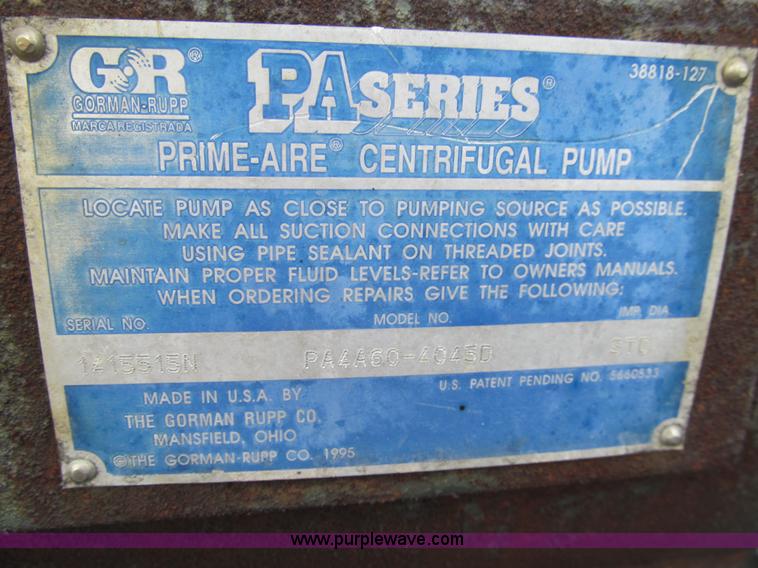 GR® PA SERIES® 38818-127
GORMAN-RUPP
MARCA REGISTRADA
PRIME-AIRE® CENTRIFUGAL PUMP
LOCATE PUMP AS CLOSE TO PUMPING SOURCE AS POSSIBLE.
MAKE ALL SUCTION CONNECTIONS WITH CARE
USING PIPE SEALANT ON THREADED JOINTS.
MAINTAIN PROPER FLUID LEVELS-REFER TO OWNERS MANUALS.
WHEN ORDERING REPAIRS GIVE THE FOLLOWING:
SERIAL NO. MODEL NO. IMP. DIA.
PA4A60-4045D STD
MADE IN U.S.A. BY U.S. PATENT PENDING NO. 5660533
THE GORMAN RUPP CO.
MANSFIELD, OHIO
©THE GORMAN-RUPP CO. 1995
www.purplewave.com